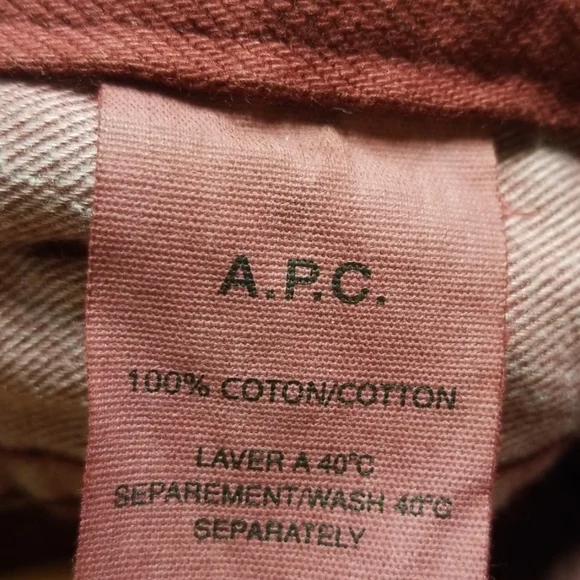 A.P.C.
100% COTON/COTTON
LAVER A 40°C
SEPAREMENT/WASH 40°C
SEPARATELY